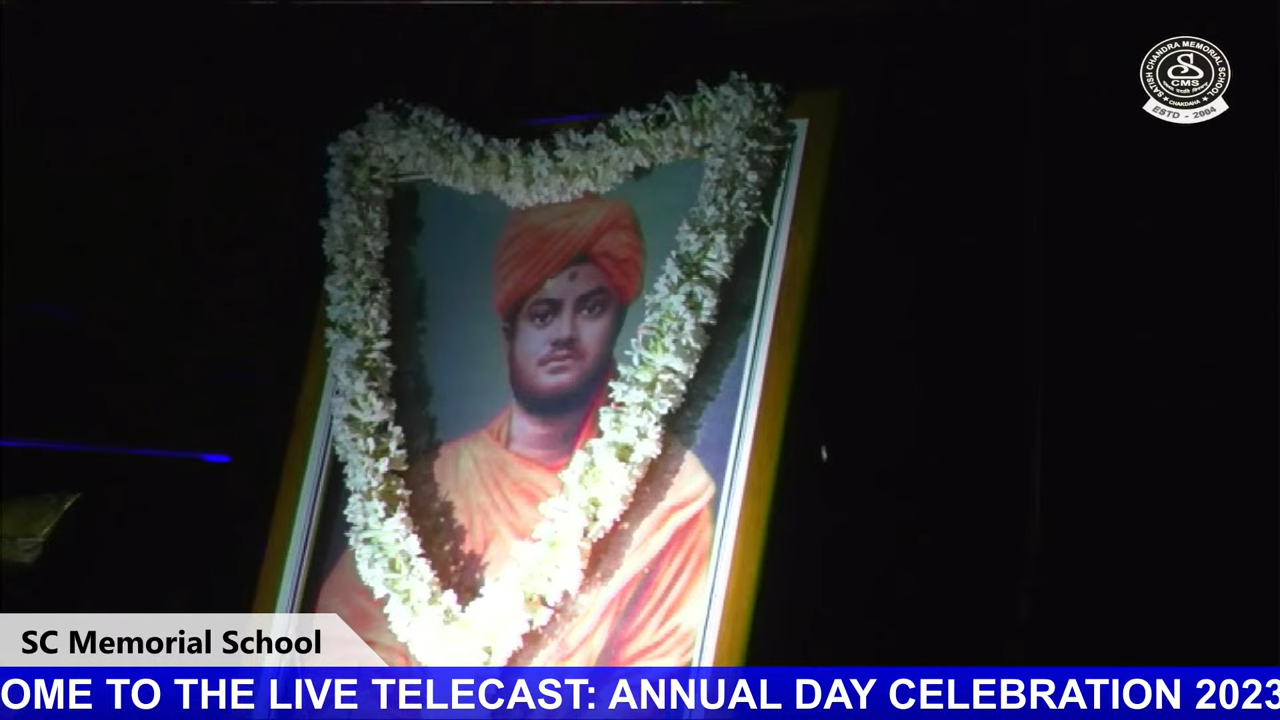 SATISH CHANDRA MEMORIAL SCHOOL
S
CMS
★ CHAKDAHA ★
ESTD - 2004
SC Memorial School
OME TO THE LIVE TELECAST: ANNUAL DAY CELEBRATION 2023